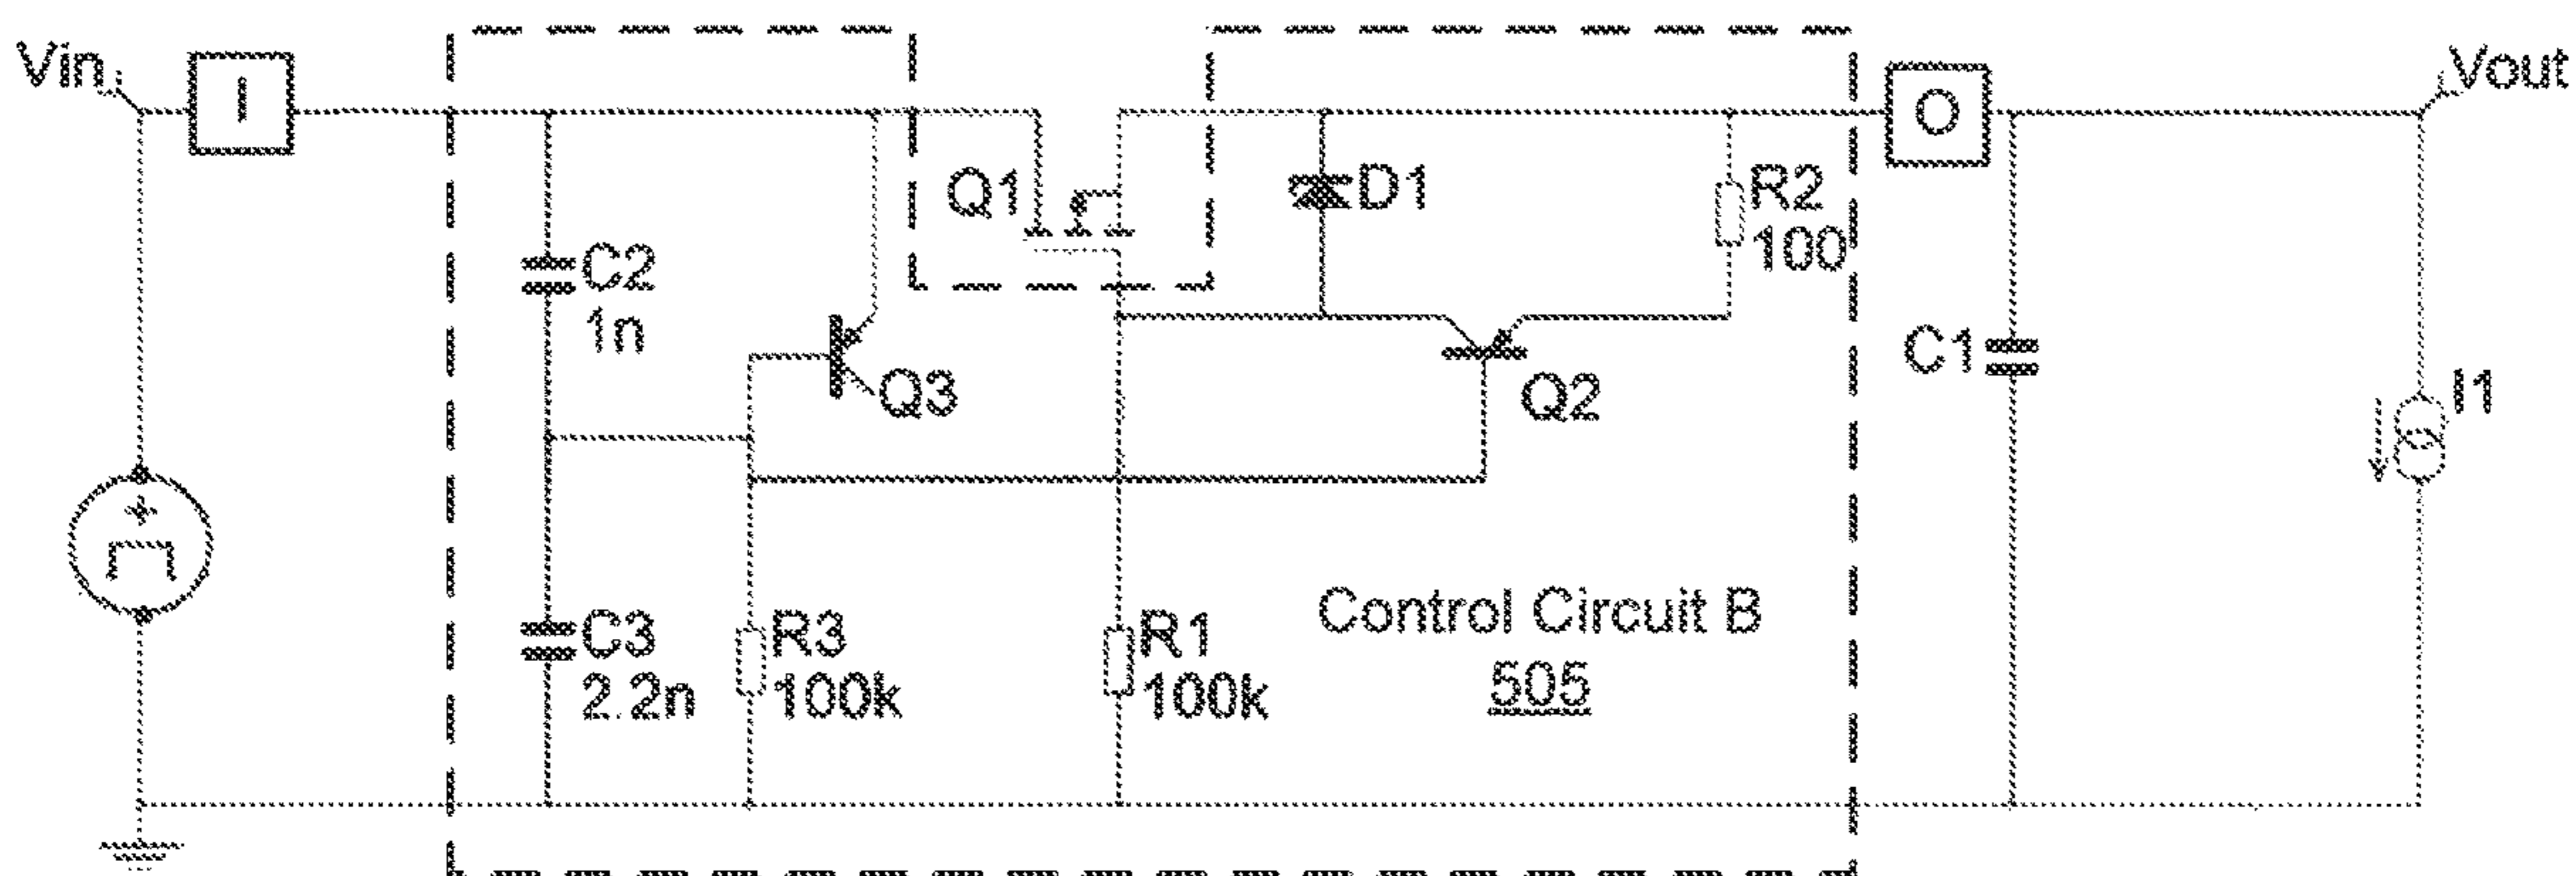 Vin
I
O
Vout
Q1
D1
R2
100
C2
1n
Q3
Q2
C1
I1
+
C3
2.2n
R3
100k
R1
100k
Control Circuit B
505